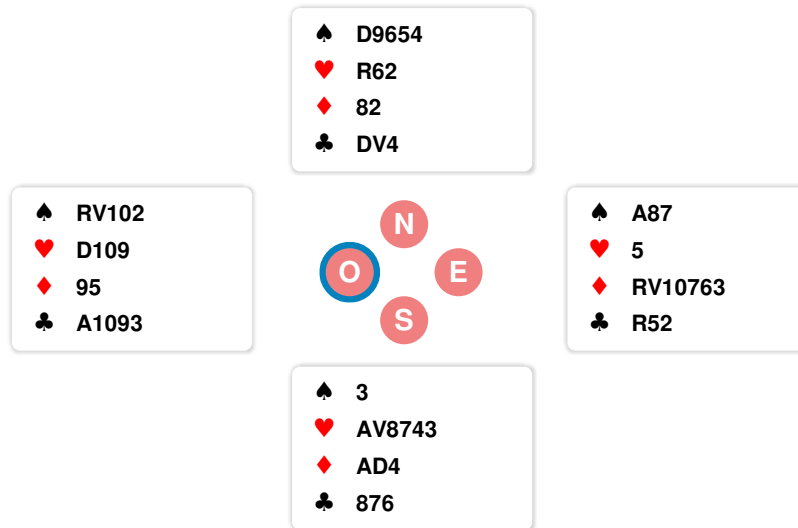 ♠ D9654
♥ R62
♦ 82
♣ DV4
♠ RV102
♥ D109
♦ 95
♣ A1093
N
O E
S
♠ A87
♥ 5
♦ RV10763
♣ R52
♠ 3
♥ AV8743
♦ AD4
♣ 876